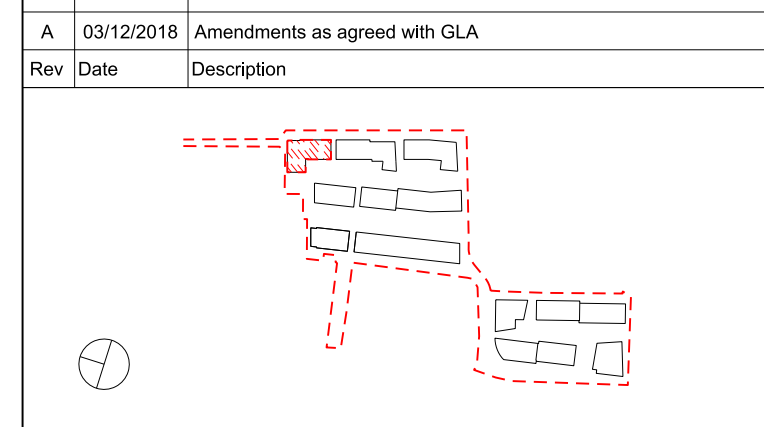 A 03/12/2018 Amendments as agreed with GLA
Rev Date Description